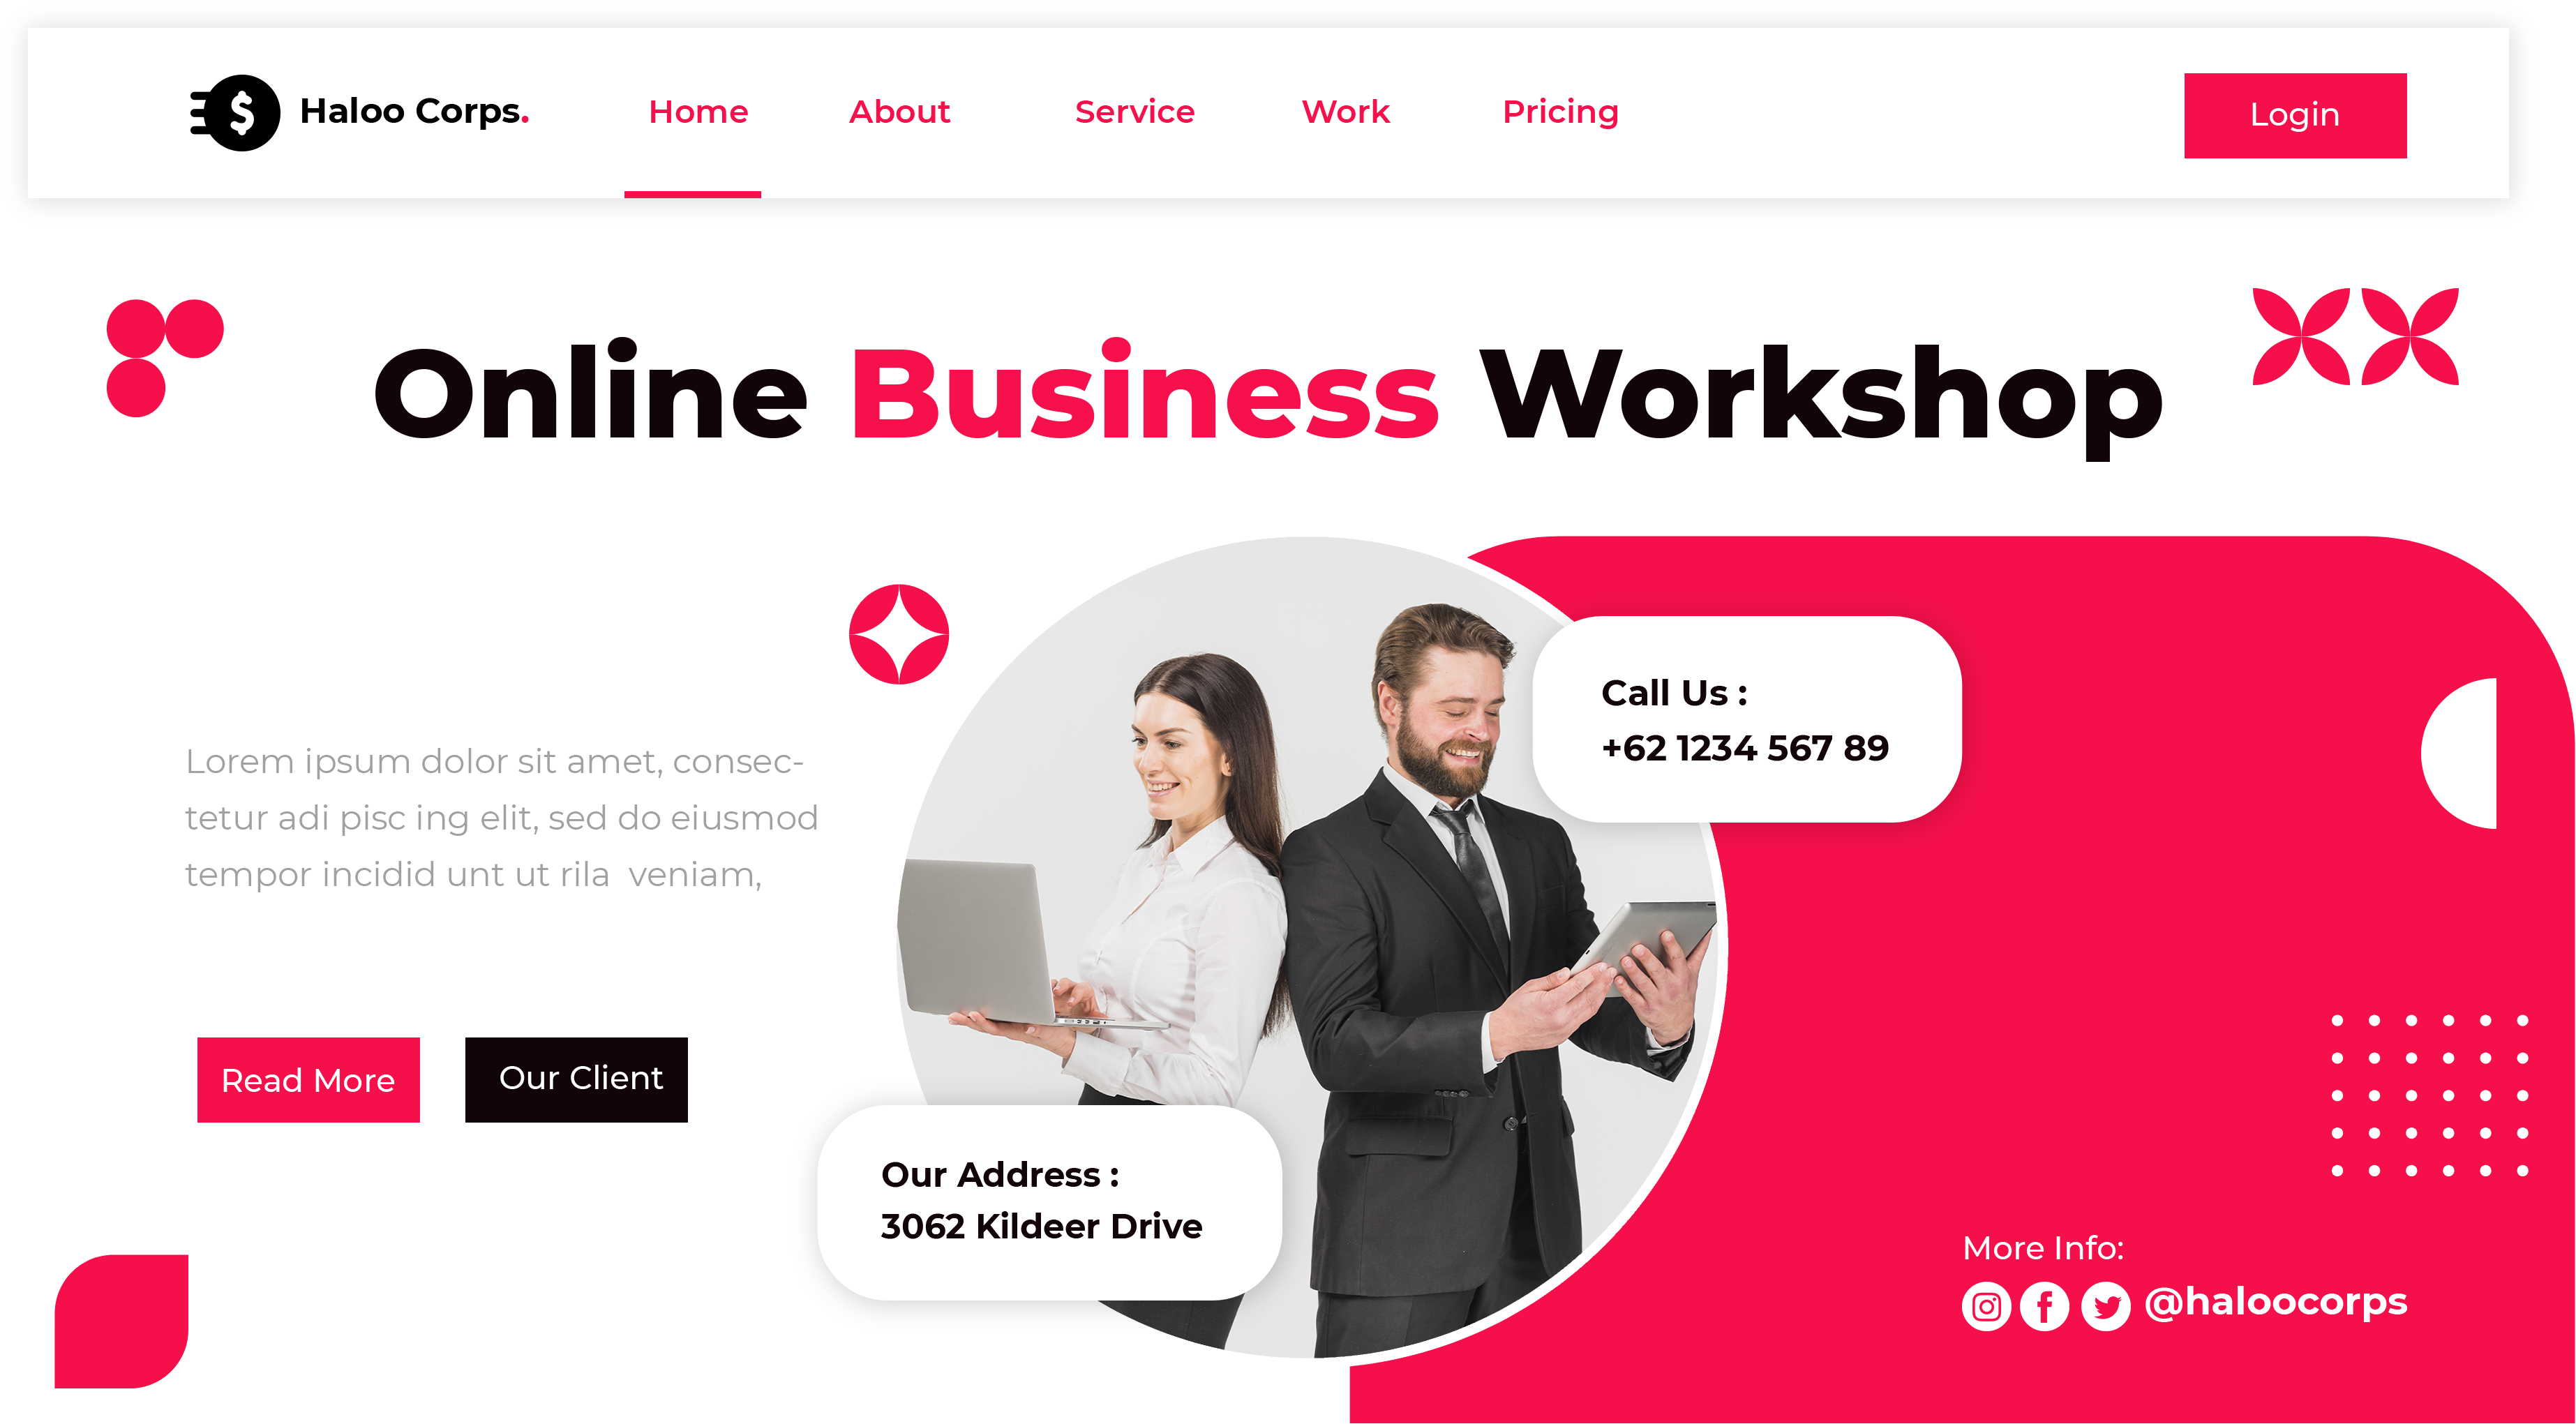 Haloo Corps.
Home
About
Service
Work
Pricing
Login
Online Business Workshop
Lorem ipsum dolor sit amet, consec-
tetur adi pisc ing elit, sed do eiusmod
tempor incidid unt ut rila  veniam,
Read More
Our Client
Call Us :
+62 1234 567 89
Our Address :
3062 Kildeer Drive
More Info:
@haloocorps